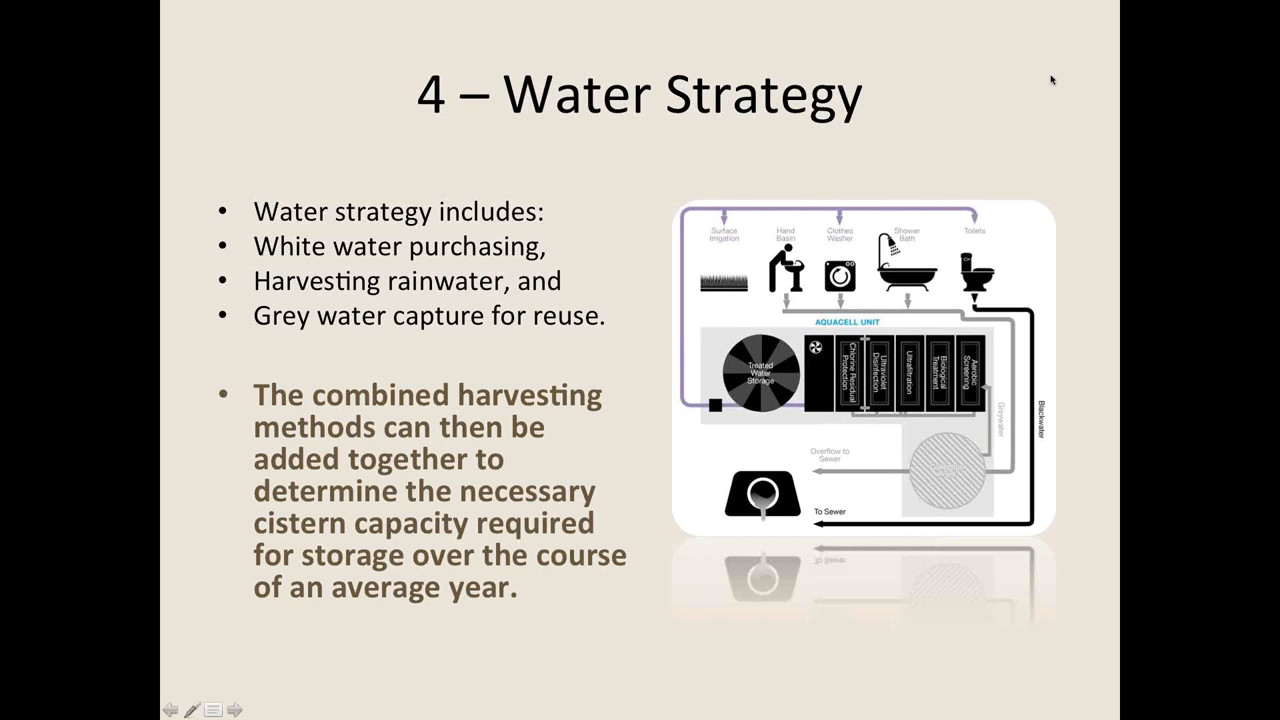 4 – Water Strategy
• Water strategy includes:
• White water purchasing,
• Harvesting rainwater, and
• Grey water capture for reuse.
• The combined harvesting
methods can then be
added together to
determine the necessary
cistern capacity required
for storage over the course
of an average year.
Surface
Irrigation
Hand
Basin
Clothes
Washer
Shower
Bath
Toilets
AQUACELL UNIT
Treated
Water
Storage
Chlorine Residual
Protection
Ultraviolet
Disinfection
Ultrafiltration
Biological
Treatment
Aerobic
Screening
Greywater
Blackwater
Overflow to
Sewer
To Sewer